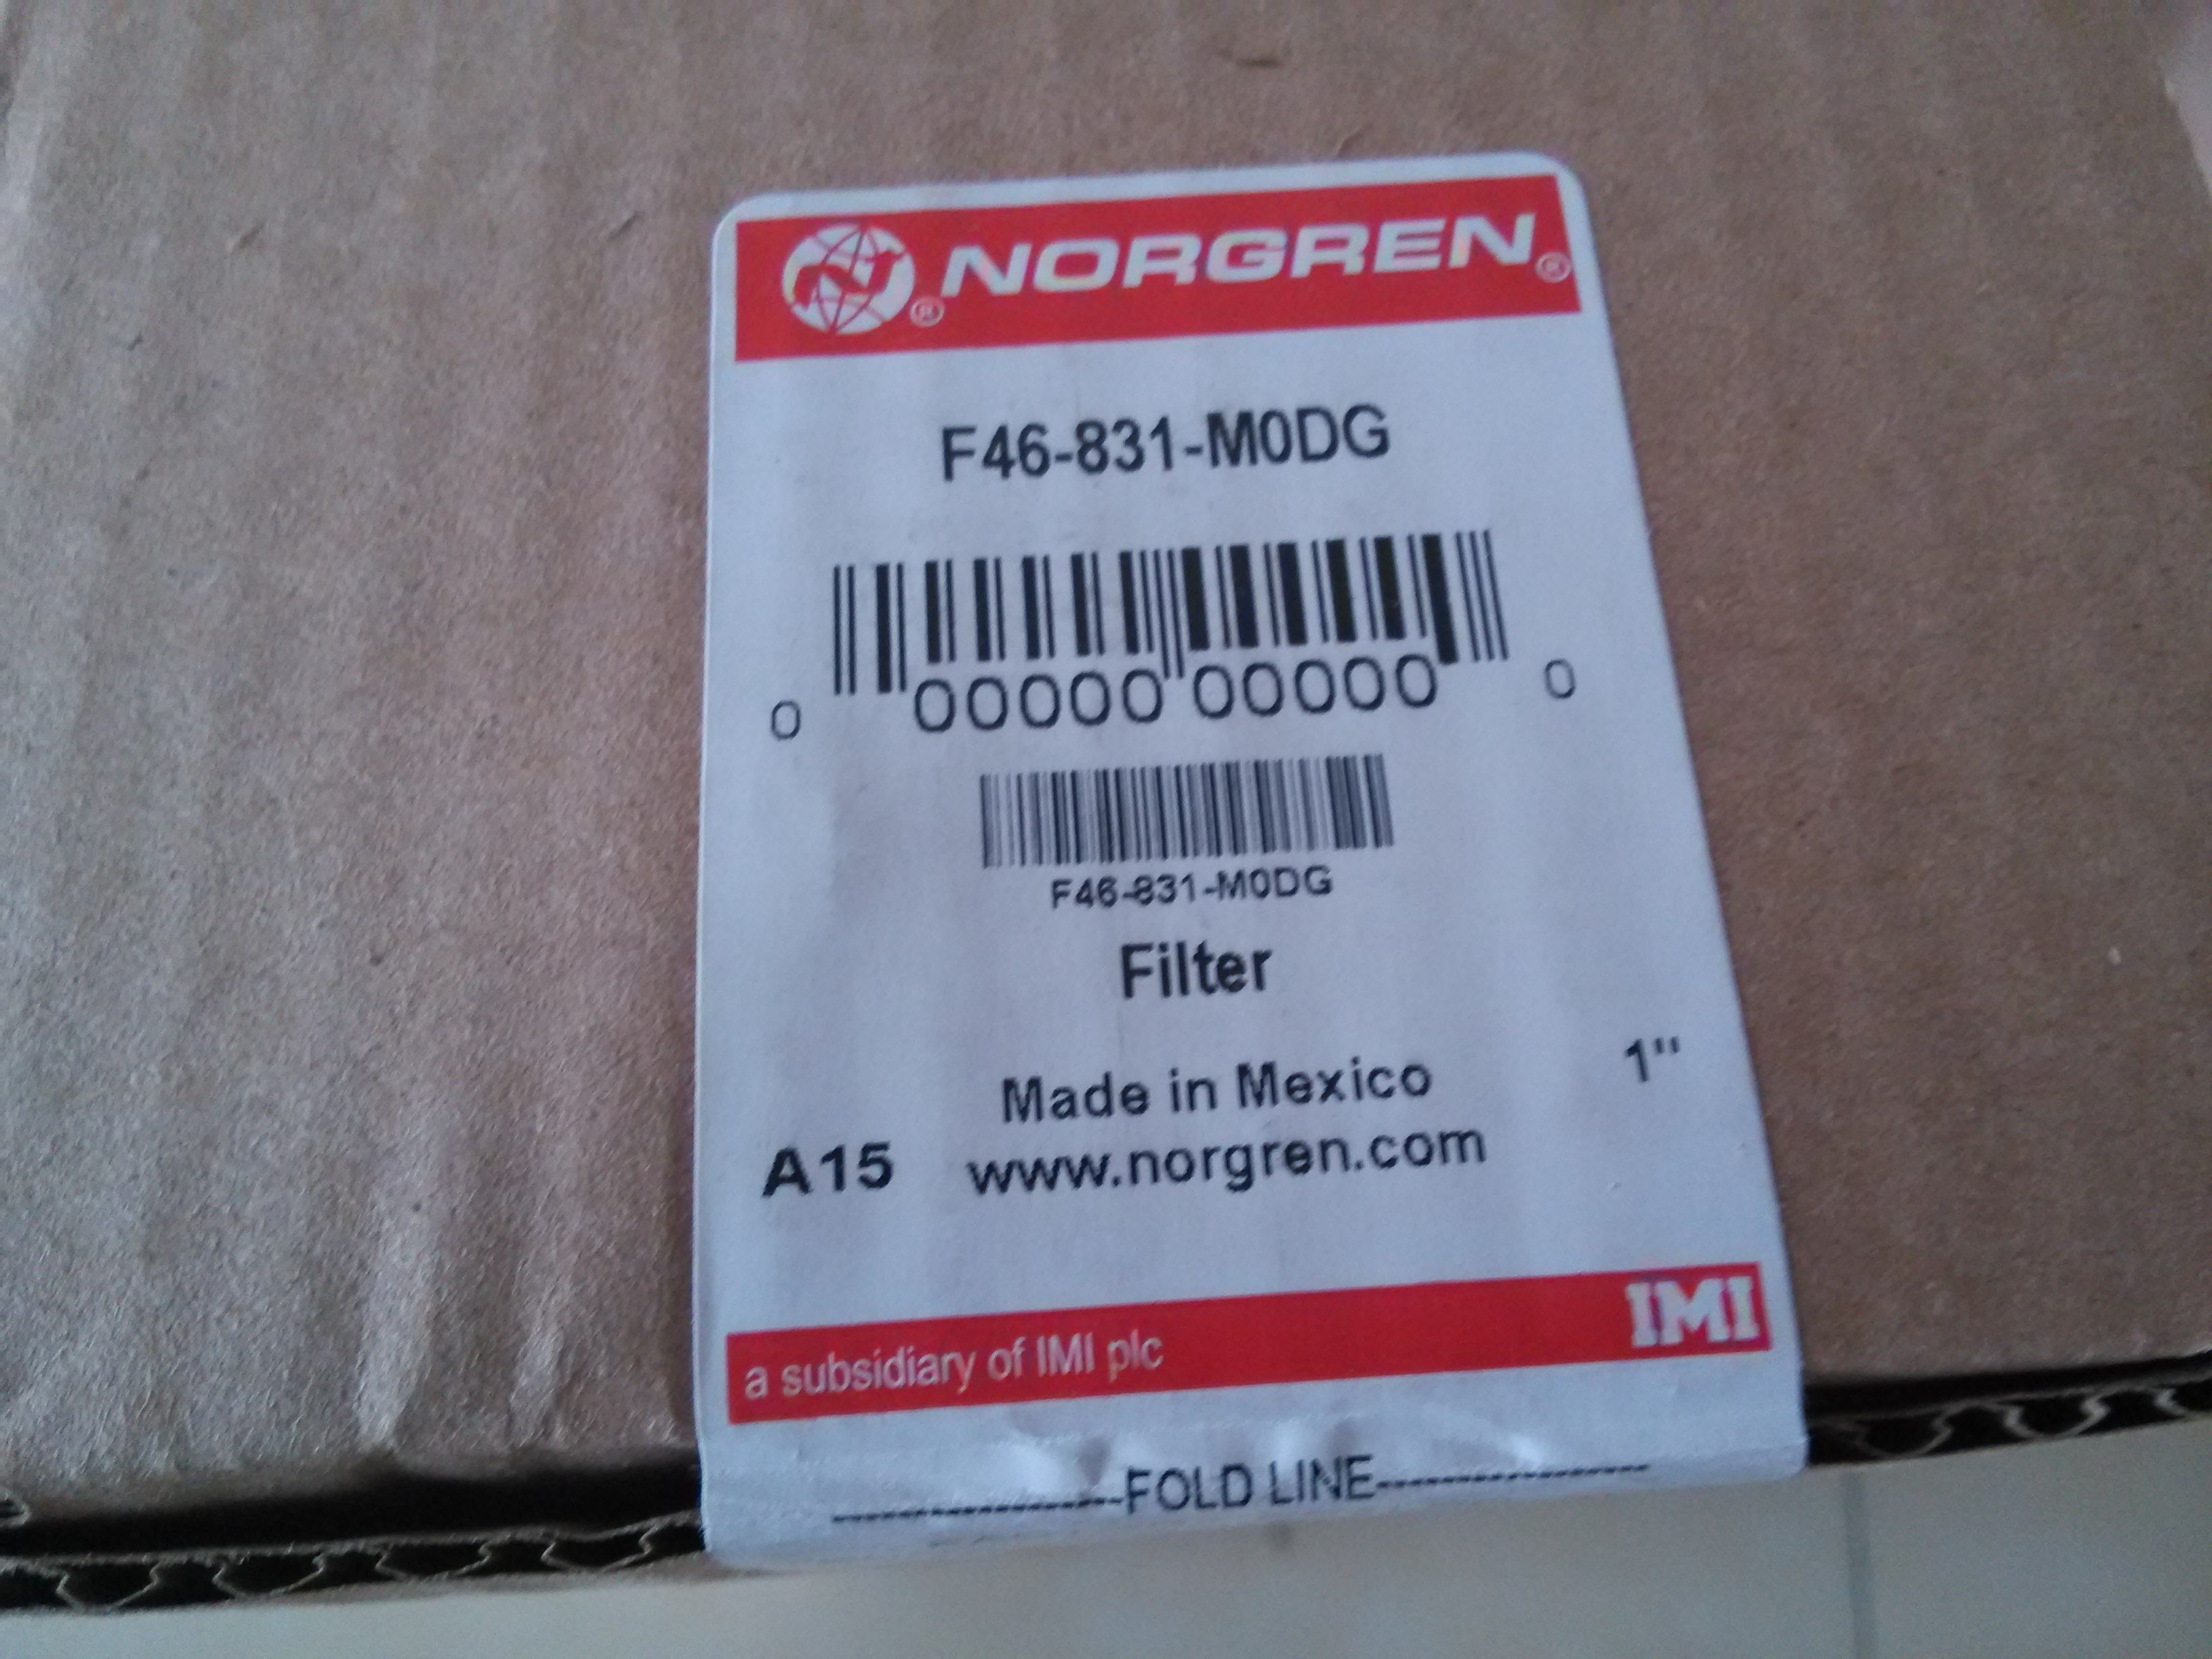 NORGREN®
F46-831-M0DG
0 00000 00000 0
F46-831-M0DG
Filter
Made in Mexico 1"
A15 www.norgren.com
a subsidiary of IMI plc IMI
------------------FOLD LINE------------------